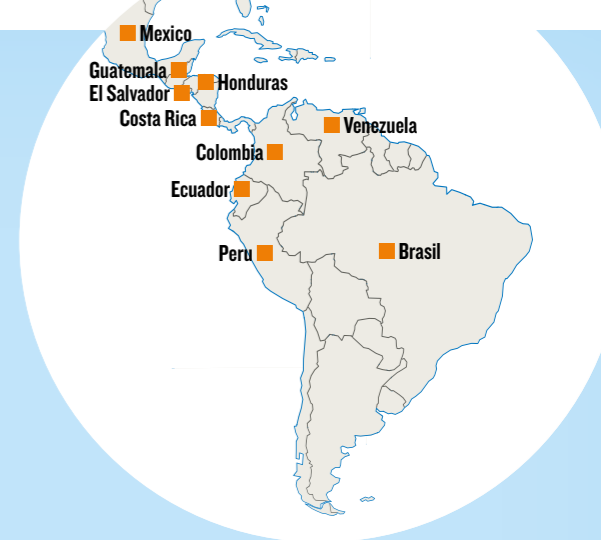 Mexico
Guatemala
Honduras
El Salvador
Costa Rica
Venezuela
Colombia
Ecuador
Peru
Brasil